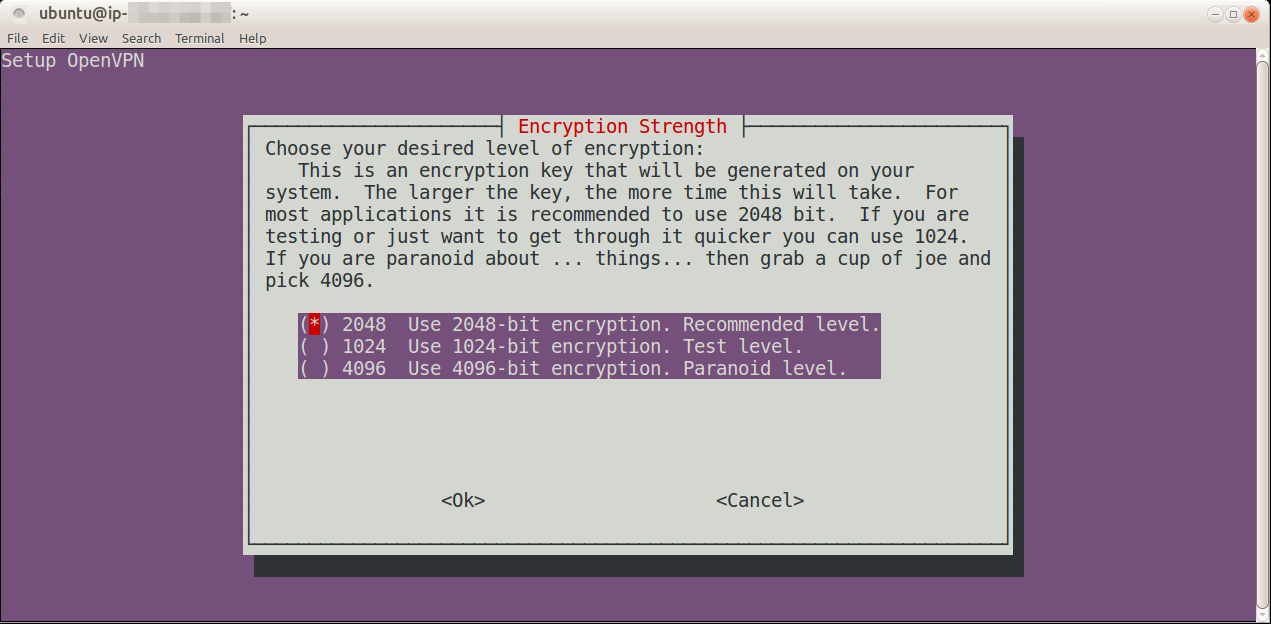 ubuntu@ip- : ~
File Edit View Search Terminal Help
Setup OpenVPN
Encryption Strength
Choose your desired level of encryption:
This is an encryption key that will be generated on your
system.  The larger the key, the more time this will take.  For
most applications it is recommended to use 2048 bit.  If you are
testing or just want to get through it quicker you can use 1024.
If you are paranoid about ... things... then grab a cup of joe and
pick 4096.
(*) 2048  Use 2048-bit encryption. Recommended level.
( ) 1024  Use 1024-bit encryption. Test level.
( ) 4096  Use 4096-bit encryption. Paranoid level.
<Ok> <Cancel>